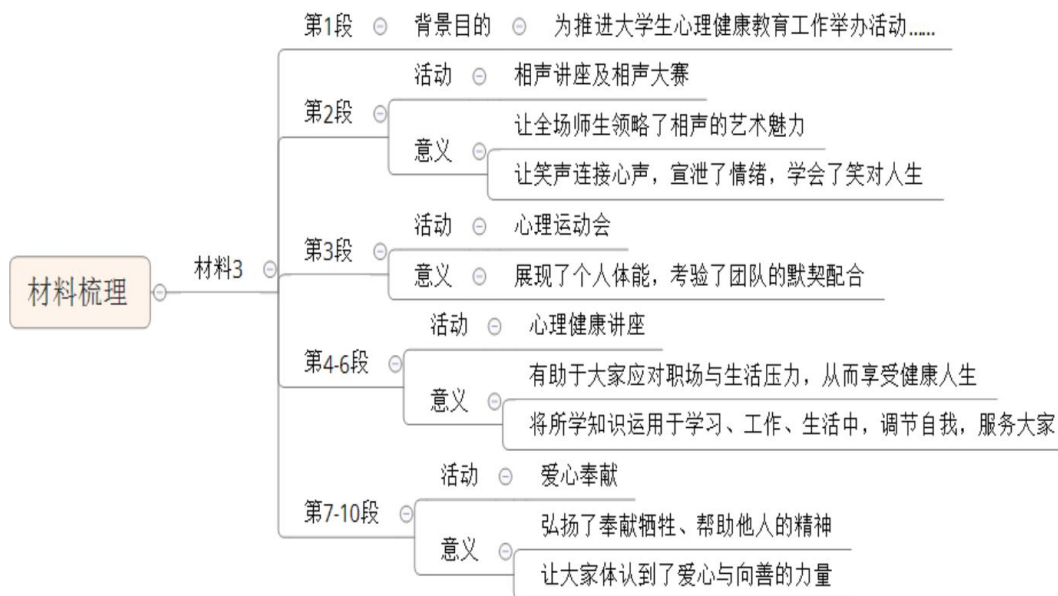 材料梳理
材料3
第1段
背景目的
为推进大学生心理健康教育工作举办活动......
第2段
活动
相声讲座及相声大赛
意义
让全场师生领略了相声的艺术魅力
让笑声连接心声，宣泄了情绪，学会了笑对人生
第3段
活动
心理运动会
意义
展现了个人体能，考验了团队的默契配合
第4-6段
活动
心理健康讲座
意义
有助于大家应对职场与生活压力，从而享受健康人生
将所学知识运用于学习、工作、生活中，调节自我，服务大家
第7-10段
活动
爱心奉献
意义
弘扬了奉献牺牲、帮助他人的精神
让大家体认到了爱心与向善的力量